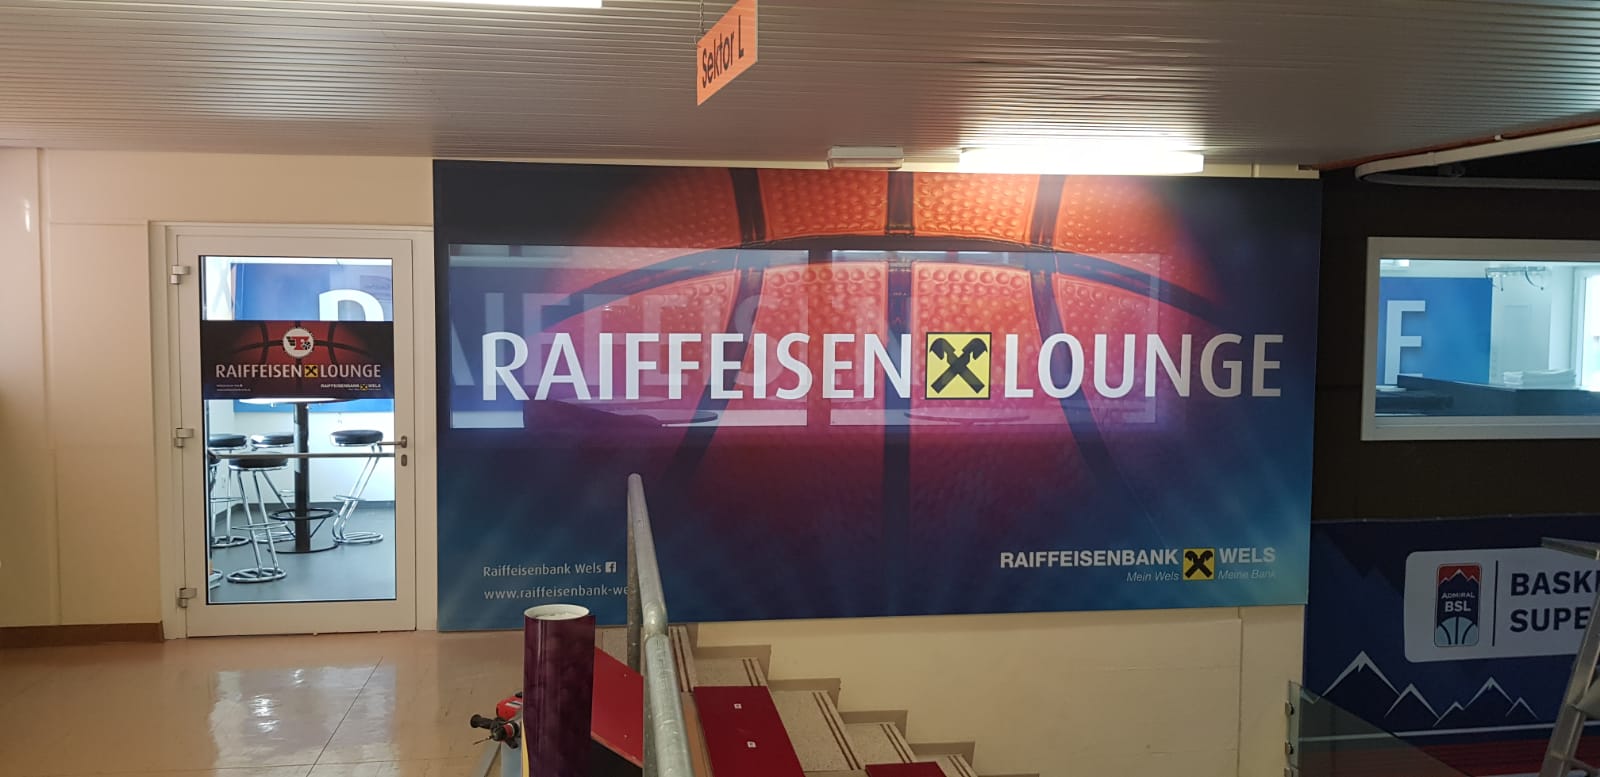 Sektor L
RAIFFEISEN LOUNGE
RAIFFEISEN LOUNGE
RAIFFEISENBANK WELS
Raiffeisenbank Wels
www.raiffeisenbank-we
RAIFFEISENBANK WELS
Mein Wels Meine Bank
E
ADMIRAL
BSL
BASK
SUPE